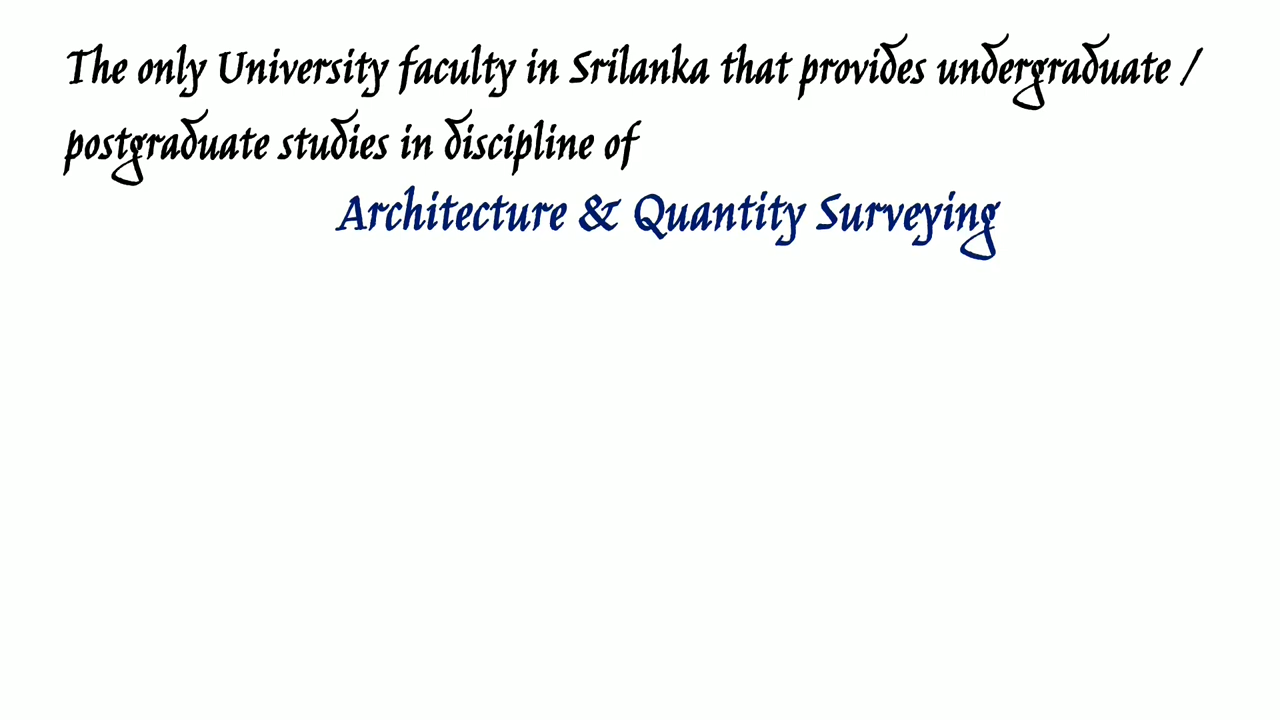 The only University faculty in Srilanka that provides undergraduate /
postgraduate studies in discipline of
Architecture & Quantity Surveying